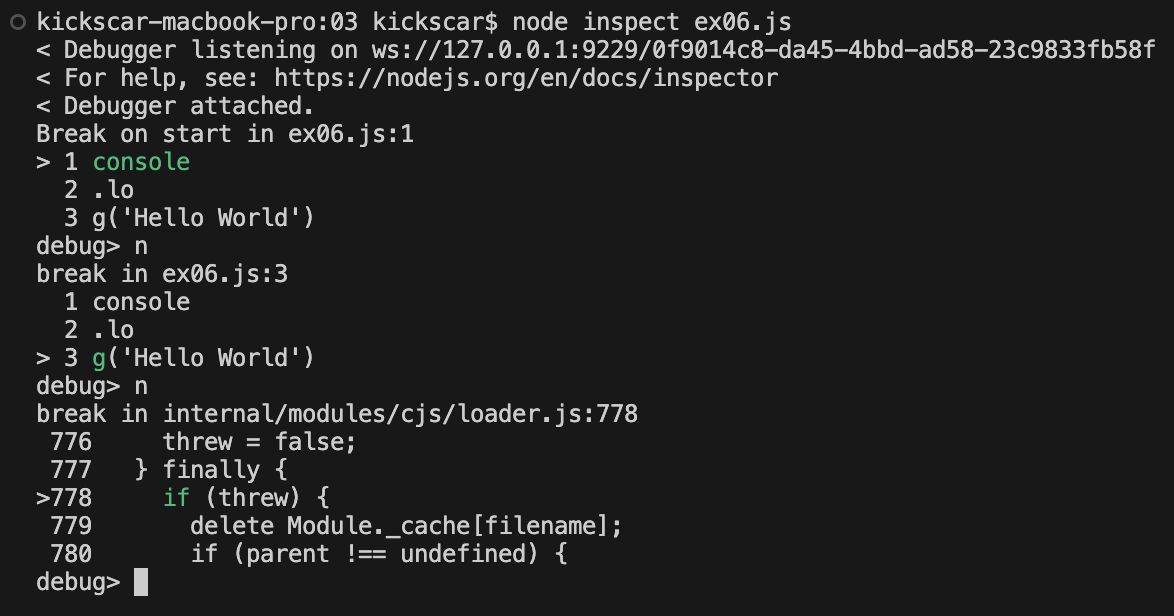 kickscar-macbook-pro:03 kickscar$ node inspect ex06.js
< Debugger listening on ws://127.0.0.1:9229/0f9014c8-da45-4bbd-ad58-23c9833fb58f
< For help, see: https://nodejs.org/en/docs/inspector
< Debugger attached.
Break on start in ex06.js:1
> 1 console
  2 .lo
  3 g('Hello World')
debug> n
break in ex06.js:3
  1 console
  2 .lo
> 3 g('Hello World')
debug> n
break in internal/modules/cjs/loader.js:778
 776     threw = false;
 777   } finally {
>778     if (threw) {
 779       delete Module._cache[filename];
 780       if (parent !== undefined) {
debug>